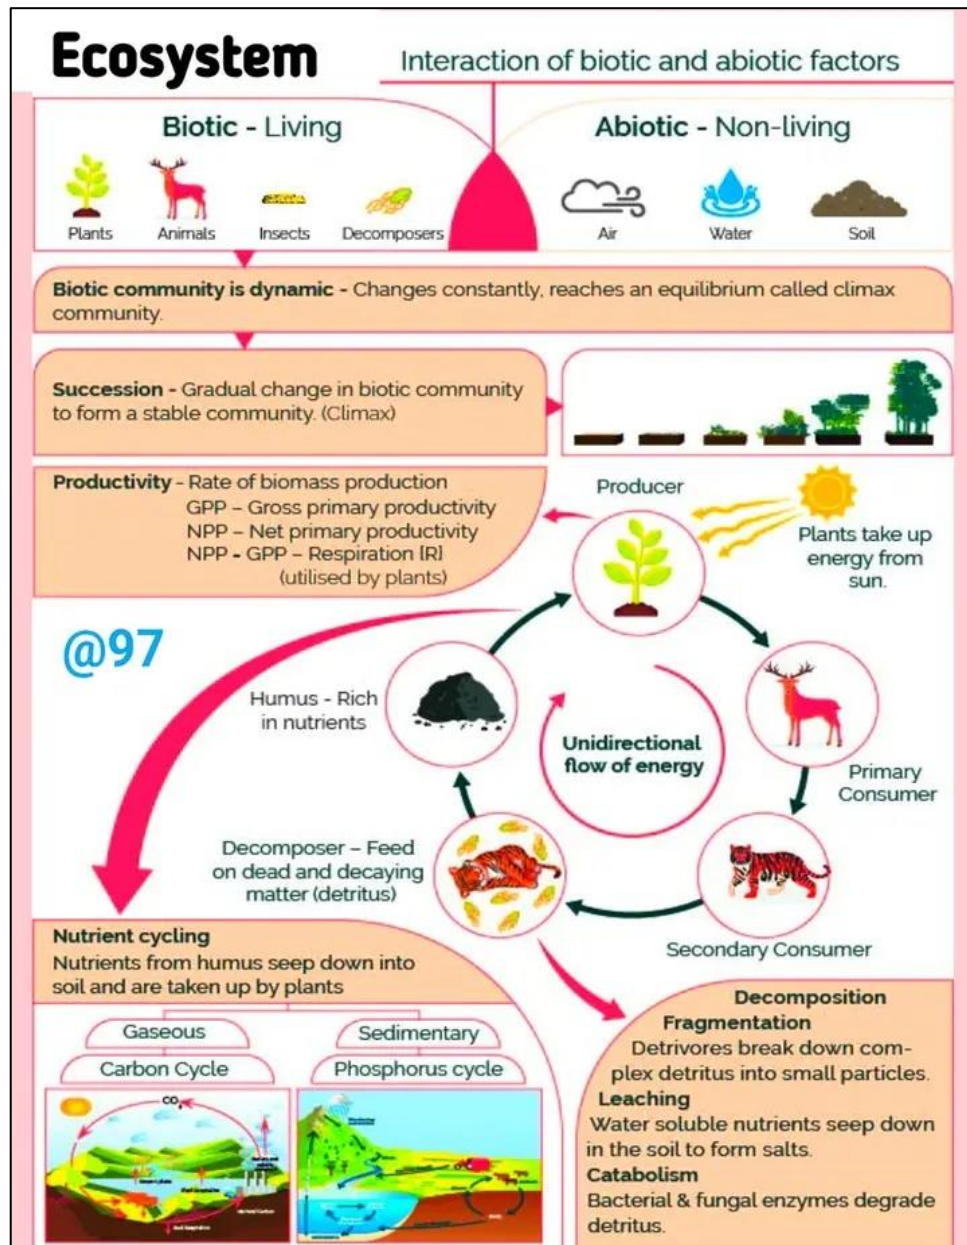 Ecosystem
Interaction of biotic and abiotic factors
Biotic - Living
Abiotic - Non-living
Plants
Animals
Insects
Decomposers
Air
Water
Soil
Biotic community is dynamic - Changes constantly, reaches an equilibrium called climax
community.
Succession - Gradual change in biotic community
to form a stable community. (Climax)
Productivity - Rate of biomass production
GPP – Gross primary productivity
NPP – Net primary productivity
NPP - GPP – Respiration [R]
(utilised by plants)
Producer
Plants take up
energy from
sun.
@97
Humus - Rich
in nutrients
Unidirectional
flow of energy
Primary
Consumer
Decomposer – Feed
on dead and decaying
matter (detritus)
Secondary Consumer
Nutrient cycling
Nutrients from humus seep down into
soil and are taken up by plants
Gaseous
Sedimentary
Carbon Cycle
Phosphorus cycle
CO₂
Decomposition
Fragmentation
Detrivores break down com-
plex detritus into small particles.
Leaching
Water soluble nutrients seep down
in the soil to form salts.
Catabolism
Bacterial & fungal enzymes degrade
detritus.